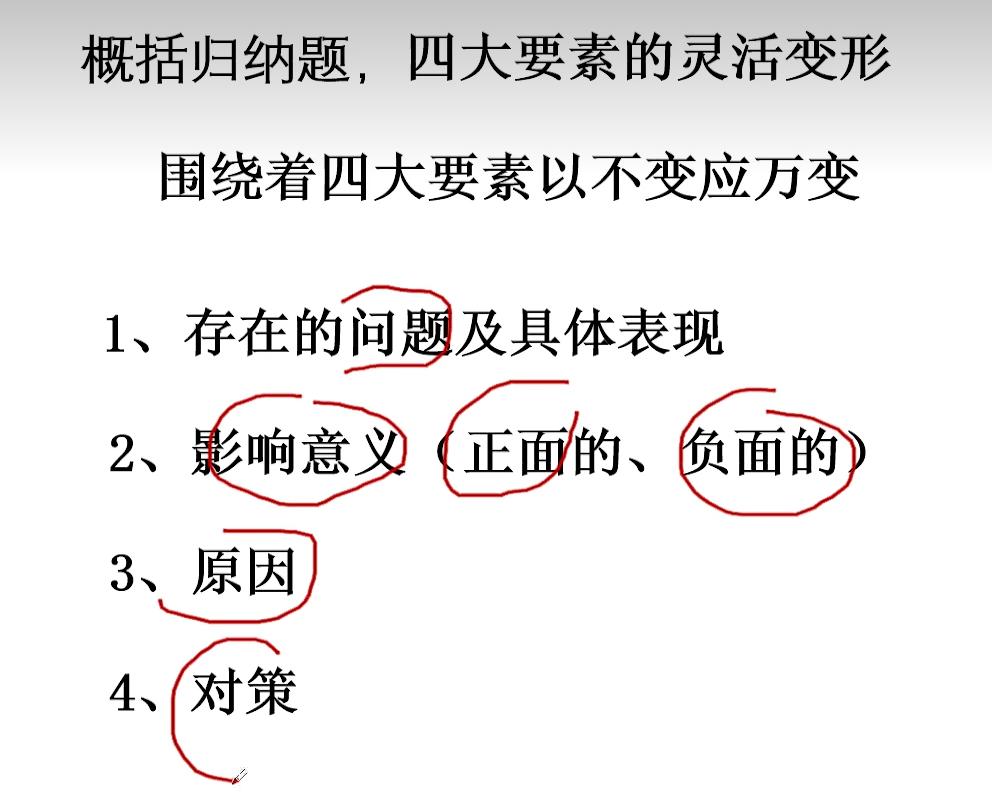 概括归纳题，四大要素的灵活变形
围绕着四大要素以不变应万变
1、存在的问题及具体表现
2、影响意义（正面的、负面的）
3、原因
4、对策